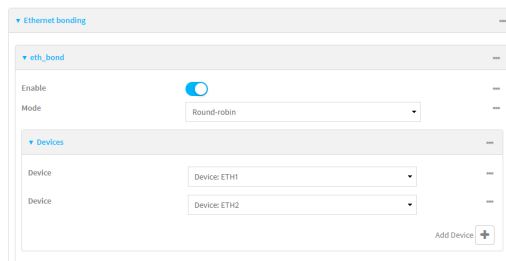 Ethernet bonding
eth_bond
Enable
Mode
Round-robin
Devices
Device
Device: ETH1
Device
Device: ETH2
Add Device